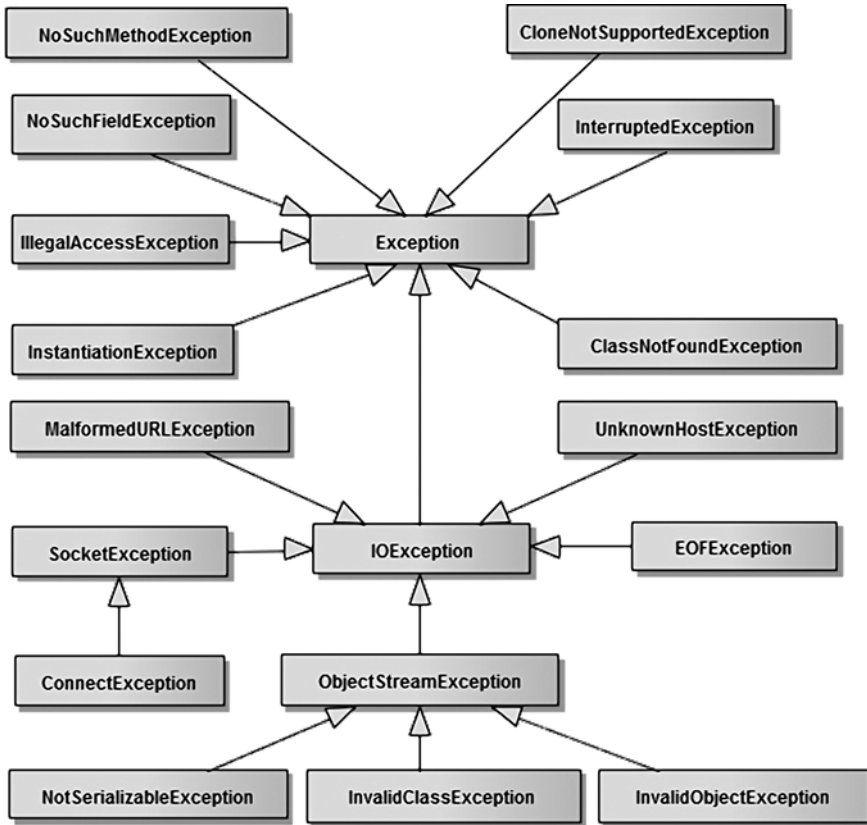 NoSuchMethodException
CloneNotSupportedException
NoSuchFieldException
InterruptedException
IllegalAccessException
Exception
InstantiationException
ClassNotFoundException
MalformedURLException
UnknownHostException
SocketException
IOException
EOFException
ConnectException
ObjectStreamException
NotSerializableException
InvalidClassException
InvalidObjectException